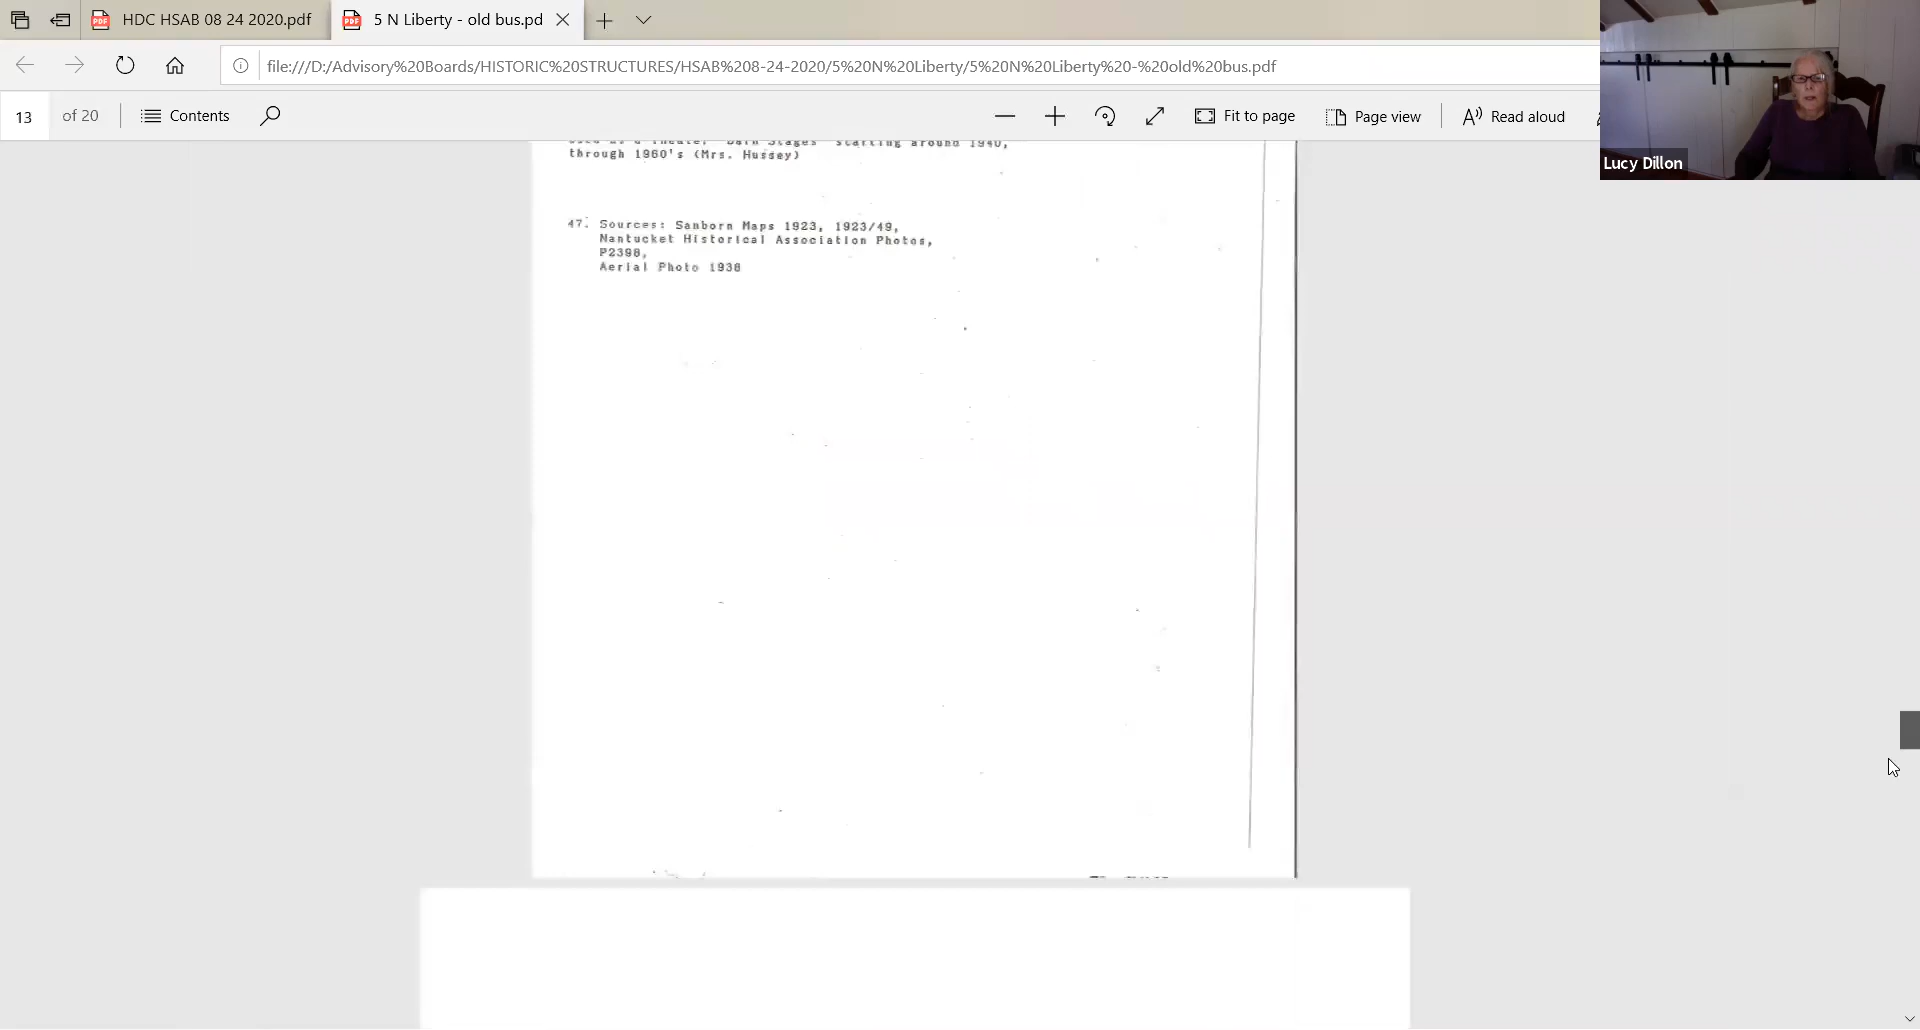 HDC HSAB 08 24 2020.pdf
5 N Liberty - old bus.pd
file:///D:/Advisory%20Boards/HISTORIC%20STRUCTURES/HSAB%208-24-2020/5%20N%20Liberty/5%20N%20Liberty%20-%20old%20bus.pdf
13 of 20
Contents
Fit to page
Page view
Read aloud
Lucy Dillon
starting around 1940,
through 1960's (Mrs. Hussey)
47. Sources: Sanborn Maps 1923, 1923/49,
Nantucket Historical Association Photos,
P2398,
Aerial Photo 1938